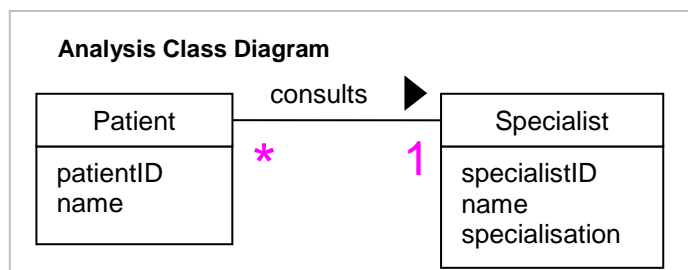 Analysis Class Diagram
consults
Patient
Specialist
* 1
patientID
name
specialistID
name
specialisation